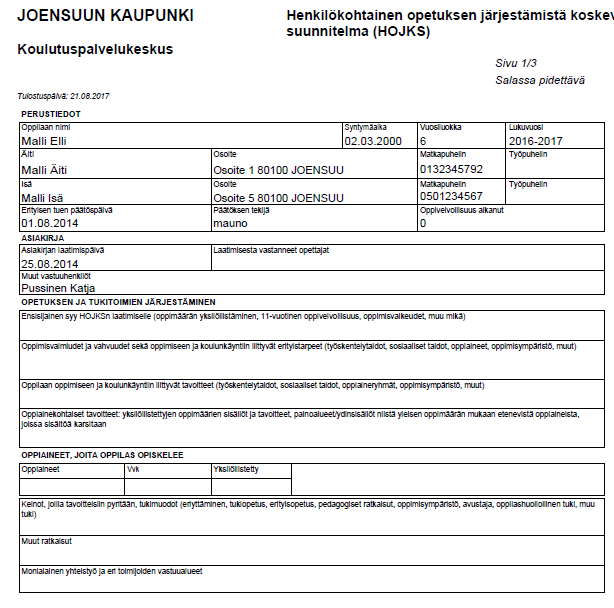 JOENSUUN KAUPUNKI
Henkilökohtainen opetuksen järjestämistä koskev
suunnitelma (HOJKS)
Koulutuspalvelukeskus
Sivu 1/3
Salassa pidettävä
Tulostuspäivä: 21.08.2017
PERUSTIEDOT
Oppilaan nimi Syntymäaika Vuosiluokka Lukuvuosi
Malli Elli 02.03.2000 6 2016-2017
Äiti Osoite Matkapuhelin Työpuhelin
Malli Äiti Osoite 1 80100 JOENSUU 0132345792
Isä Osoite Matkapuhelin Työpuhelin
Malli Isä Osoite 5 80100 JOENSUU 0501234567
Erityisen tuen päätöspäivä Päätöksen tekijä Oppivelvollisuus alkanut
01.08.2014 mauno 0
ASIAKIRJA
Asiakirjan laatimispäivä Laatimisesta vastanneet opettajat
25.08.2014
Muut vastuuhenkilöt
Pussinen Katja
OPETUKSEN JA TUKITOIMIEN JÄRJESTÄMINEN
Ensisijainen syy HOJKSn laatimiselle (oppimäärän yksilöllistäminen, 11-vuotinen oppivelvollisuus, oppimisvaikeudet, muu mikä)
Oppimisvalmiudet ja vahvuudet sekä oppimiseen ja koulunkäyntiin liittyvät erityistarpeet (työskentelytaidot, sosiaaliset taidot, oppiaineet, oppimisympäristö, muut)
Oppilaan oppimiseen ja koulunkäyntiin liittyvät tavoitteet (työskentelytaidot, sosiaaliset taidot, oppiaineryhmät, oppimisympäristö, muut)
Oppiainekohtaiset tavoitteet: yksilöllistettyjen oppimäärien sisällöt ja tavoitteet, painoalueet/ydinsisällöt niistä yleisen oppimäärän mukaan etenevistä oppiaineista,
joissa sisältöä karsitaan
OPPIAINEET, JOITA OPPILAS OPISKELEE
Oppiaineet Vvk Yksilöllistetty
Keinot, joilla tavoitteisiin pyritään, tukimuodot (eriyttäminen, tukiopetus, erityisopetus, pedagogiset ratkaisut, oppimisympäristö, avustaja, oppilashuollollinen tuki, muu
tuki)
Muut ratkaisut
Monialainen yhteistyö ja eri toimijoiden vastuualueet